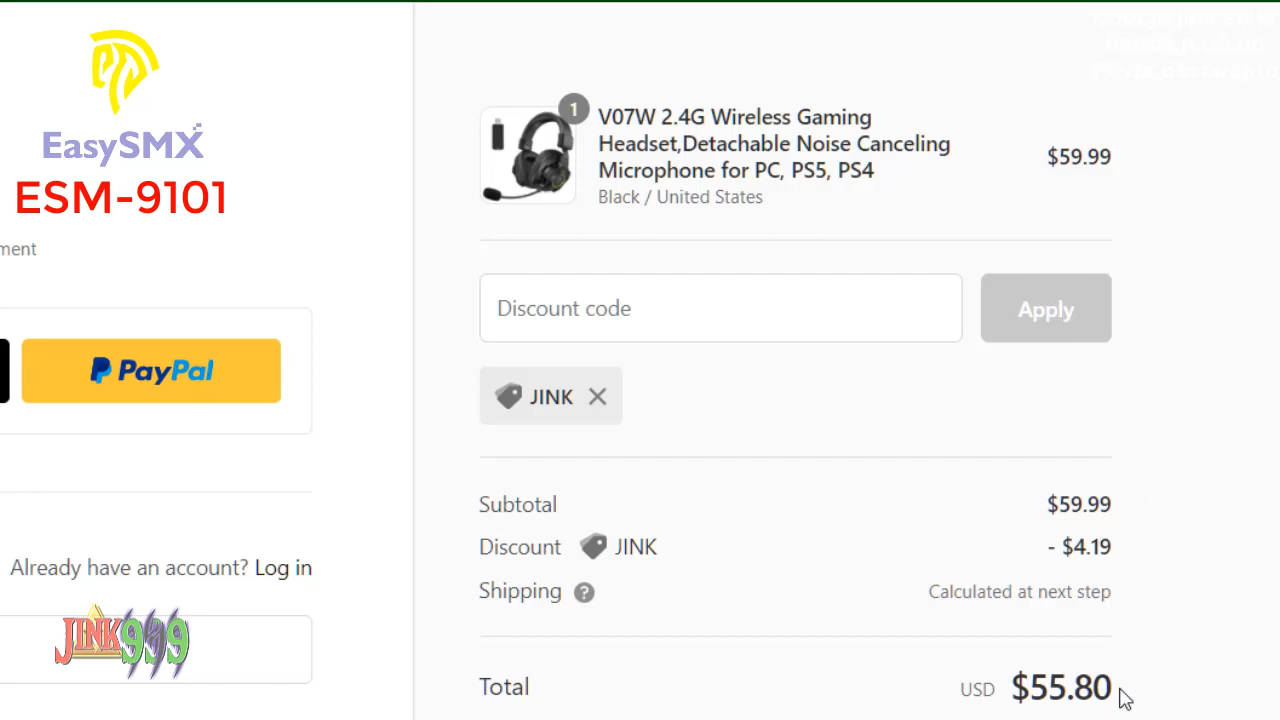 EasySMX
ESM-9101
ment
PayPal
Already have an account? Log in
JINK999
1
V07W 2.4G Wireless Gaming
Headset,Detachable Noise Canceling
Microphone for PC, PS5, PS4
Black / United States
$59.99
Discount code
Apply
JINK
Subtotal $59.99
Discount JINK - $4.19
Shipping ? Calculated at next step
Total USD $55.80